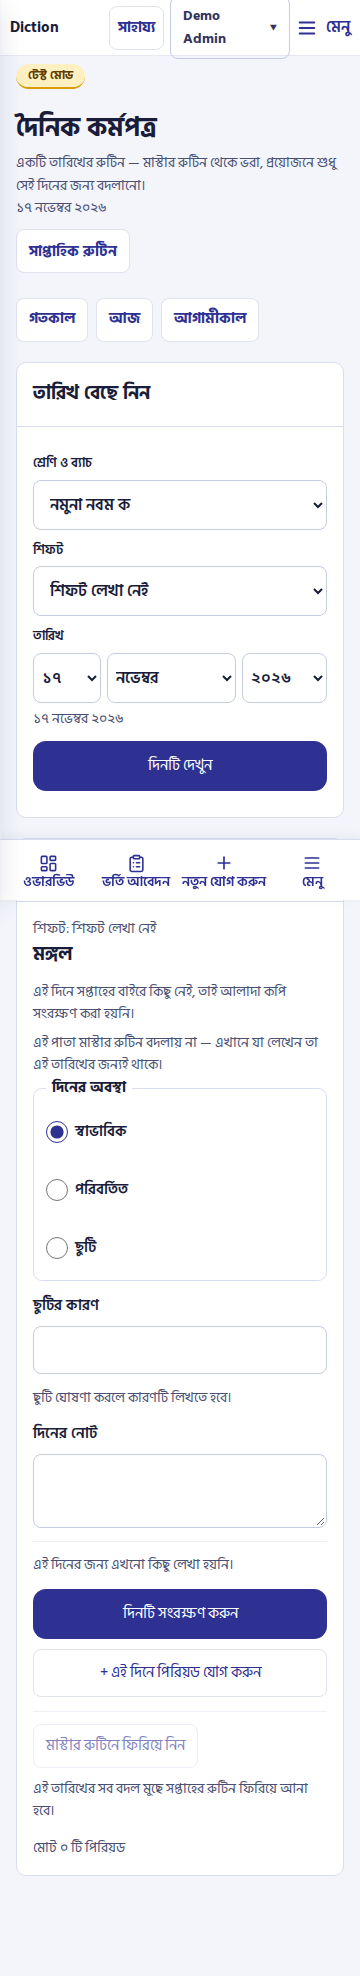 Diction
সাহায্য
Demo
Admin
মেনু
টেস্ট মোড
দৈনিক কর্মপত্র
একটি তারিখের রুটিন — মাস্টার রুটিন থেকে ভরা, প্রয়োজনে শুধু
সেই দিনের জন্য বদলানো।
১৭ নভেম্বর ২০২৬
সাপ্তাহিক রুটিন
গতকাল
আজ
আগামীকাল
তারিখ বেছে নিন
শ্রেণি ও ব্যাচ
নমুনা নবম ক
শিফট
শিফট লেখা নেই
তারিখ
১৭
নভেম্বর
২০২৬
১৭ নভেম্বর ২০২৬
দিনটি দেখুন
ওভারভিউ
ভর্তি আবেদন
নতুন যোগ করুন
মেনু
শিফট: শিফট লেখা নেই
মঙ্গল
এই দিনে সপ্তাহের বাইরে কিছু নেই, তাই আলাদা কপি
সংরক্ষণ করা হয়নি।
এই পাতা মাস্টার রুটিন বদলায় না — এখানে যা লেখেন তা
এই তারিখের জন্যই থাকে।
দিনের অবস্থা
স্বাভাবিক
পরিবর্তিত
ছুটি
ছুটির কারণ
ছুটি ঘোষণা করলে কারণটি লিখতে হবে।
দিনের নোট
এই দিনের জন্য এখনো কিছু লেখা হয়নি।
দিনটি সংরক্ষণ করুন
+ এই দিনে পিরিয়ড যোগ করুন
মাস্টার রুটিনে ফিরিয়ে নিন
এই তারিখের সব বদল মুছে সপ্তাহের রুটিন ফিরিয়ে আনা
হবে।
মোট ০ টি পিরিয়ড